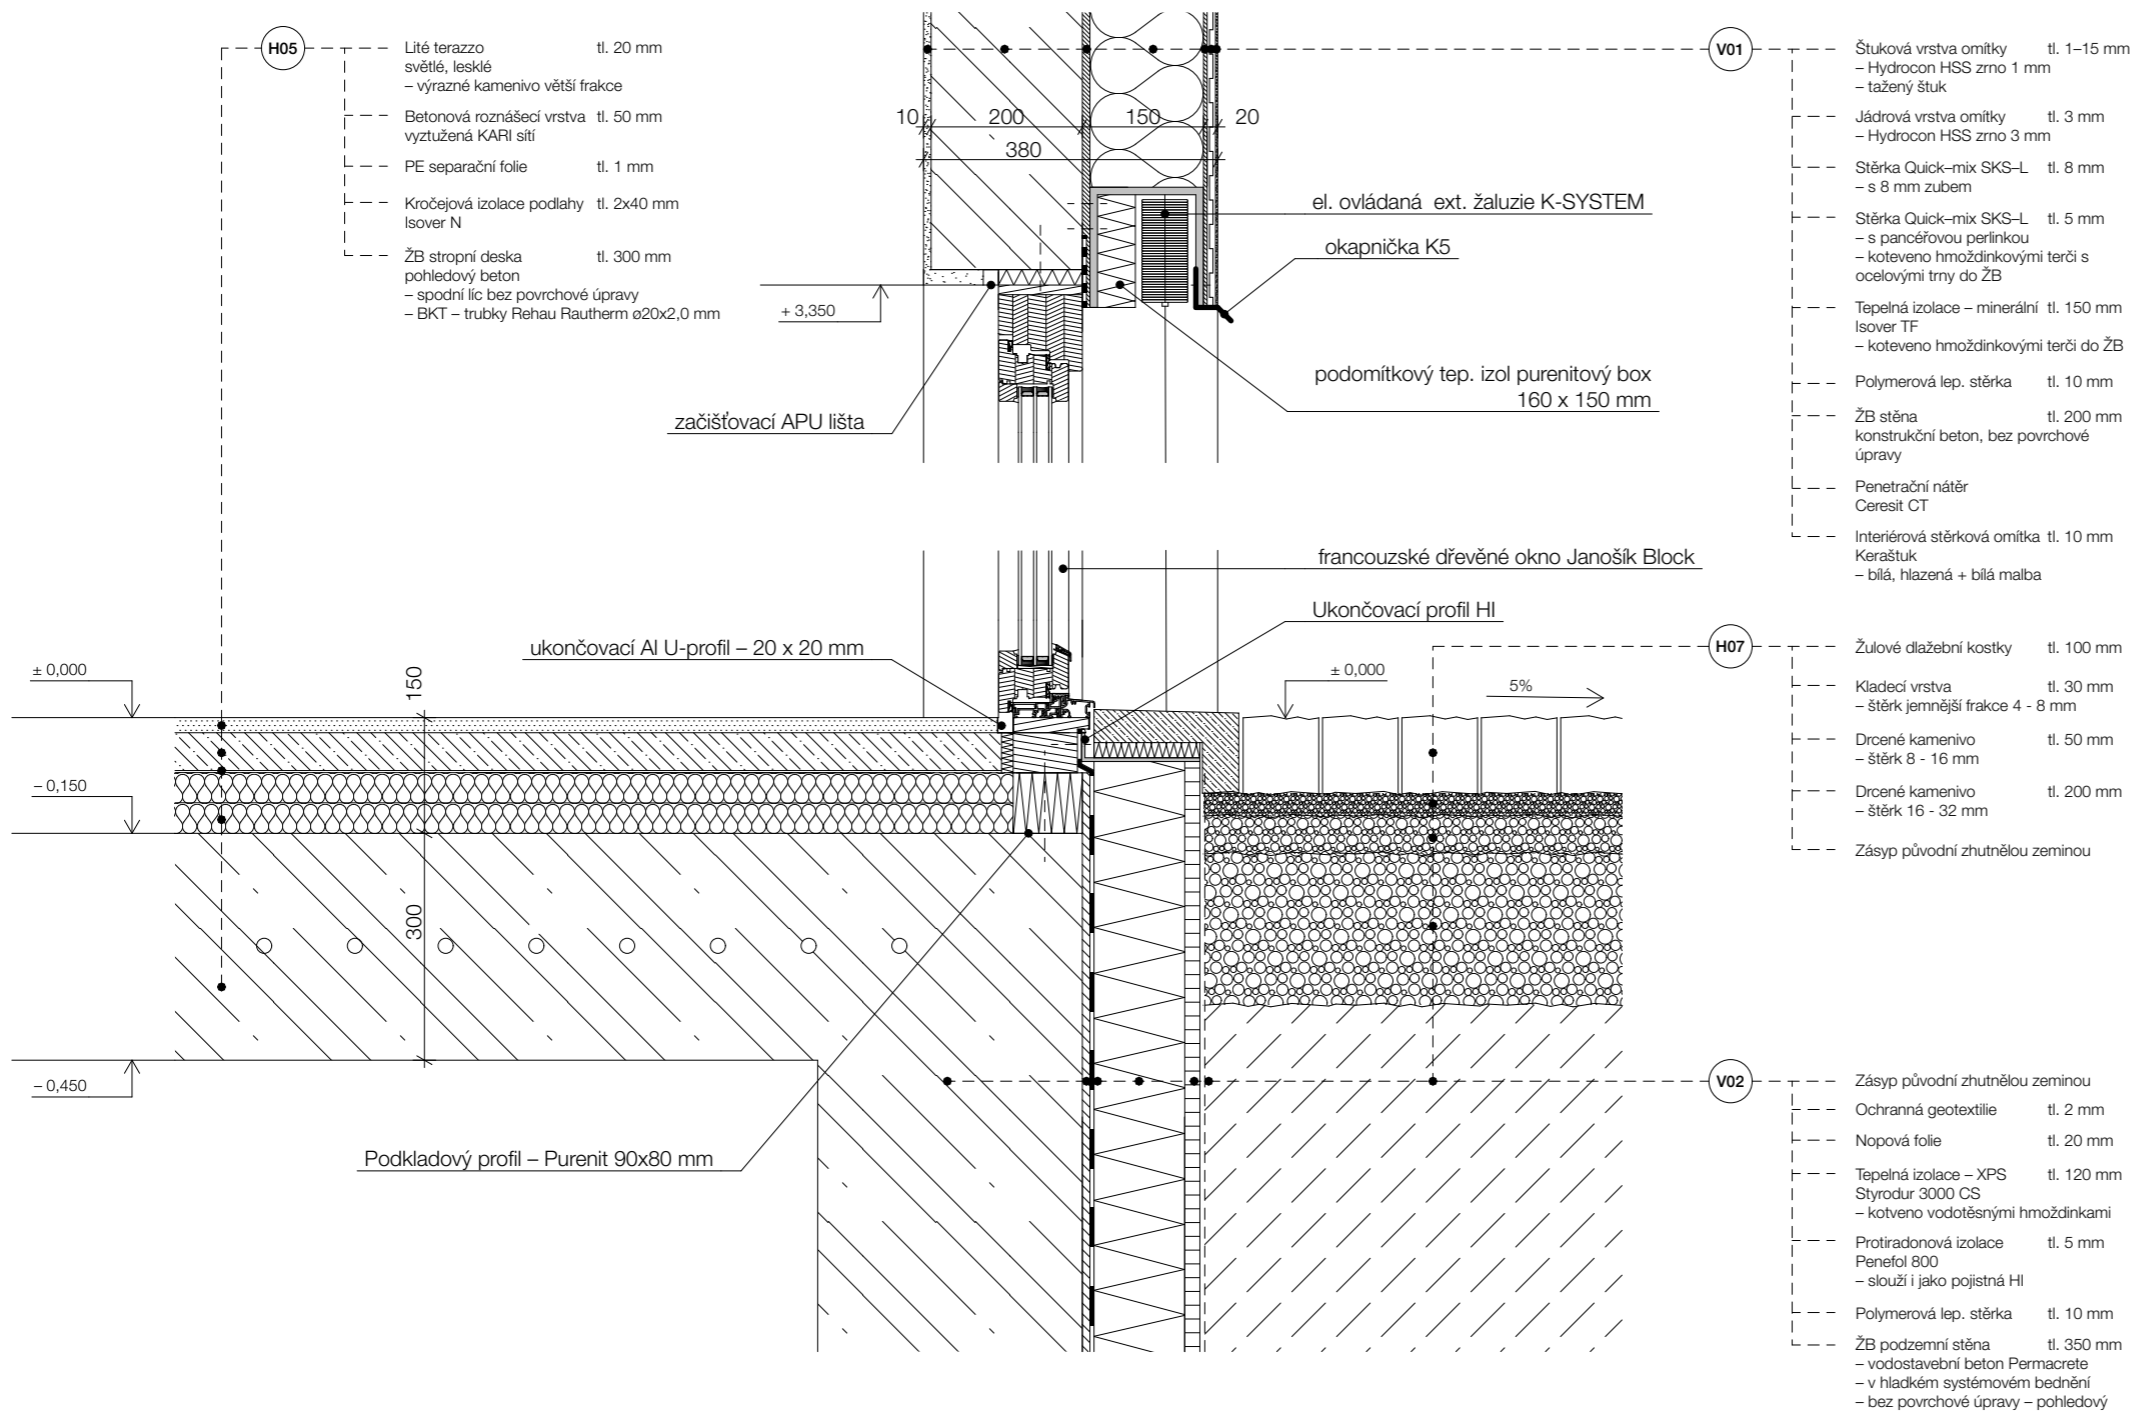 H05
Lité terazzo tl. 20 mm
světlé, lesklé
– výrazné kamenivo větší frakce
Betonová roznášecí vrstva tl. 50 mm
vyztužená KARI sítí
PE separační folie tl. 1 mm
Kročejová izolace podlahy tl. 2x40 mm
Isover N
ŽB stropní deska tl. 300 mm
pohledový beton
– spodní líc bez povrchové úpravy
– BKT – trubky Rehau Rautherm ø20x2,0 mm
10 200 150 20
380
V01
Štuková vrstva omítky tl. 1–15 mm
– Hydrocon HSS zrno 1 mm
– tažený štuk
Jádrová vrstva omítky tl. 3 mm
– Hydrocon HSS zrno 3 mm
Stěrka Quick–mix SKS–L tl. 8 mm
– s 8 mm zubem
Stěrka Quick–mix SKS–L tl. 5 mm
– s pancéřovou perlinkou
– koteveno hmoždinkovými terči s
ocelovými trny do ŽB
Tepelná izolace – minerální tl. 150 mm
Isover TF
– koteveno hmoždinkovými terči do ŽB
Polymerová lep. stěrka tl. 10 mm
ŽB stěna tl. 200 mm
konstrukční beton, bez povrchové
úpravy
Penetrační nátěr
Ceresit CT
Interiérová stěrková omítka tl. 10 mm
Keraštuk
– bílá, hlazená + bílá malba
el. ovládaná ext. žaluzie K-SYSTEM
okapnička K5
+ 3,350
podomítkový tep. izol purenitový box
160 x 150 mm
začišťovací APU lišta
francouzské dřevěné okno Janošík Block
Ukončovací profil HI
ukončovací Al U-profil – 20 x 20 mm
± 0,000
150
± 0,000
5%
– 0,150
300
– 0,450
Podkladový profil – Purenit 90x80 mm
H07
Žulové dlažební kostky tl. 100 mm
Kladecí vrstva tl. 30 mm
– štěrk jemnější frakce 4 - 8 mm
Drcené kamenivo tl. 50 mm
– štěrk 8 - 16 mm
Drcené kamenivo tl. 200 mm
– štěrk 16 - 32 mm
Zásyp původní zhutnělou zeminou
V02
Zásyp původní zhutnělou zeminou
Ochranná geotextilie tl. 2 mm
Nopová folie tl. 20 mm
Tepelná izolace – XPS tl. 120 mm
Styrodur 3000 CS
– kotveno vodotěsnými hmoždinkami
Protiradonová izolace tl. 5 mm
Penefol 800
– slouží i jako pojistná HI
Polymerová lep. stěrka tl. 10 mm
ŽB podzemní stěna tl. 350 mm
– vodostavební beton Permacrete
– v hladkém systémovém bednění
– bez povrchové úpravy – pohledový